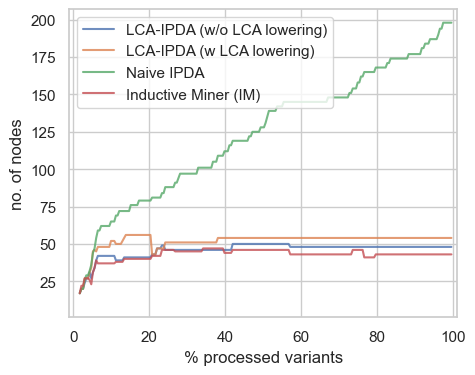 200
175
150
125
100
75
50
25
no. of nodes
LCA-IPDA (w/o LCA lowering)
LCA-IPDA (w LCA lowering)
Naive IPDA
Inductive Miner (IM)
0 20 40 60 80 100
% processed variants